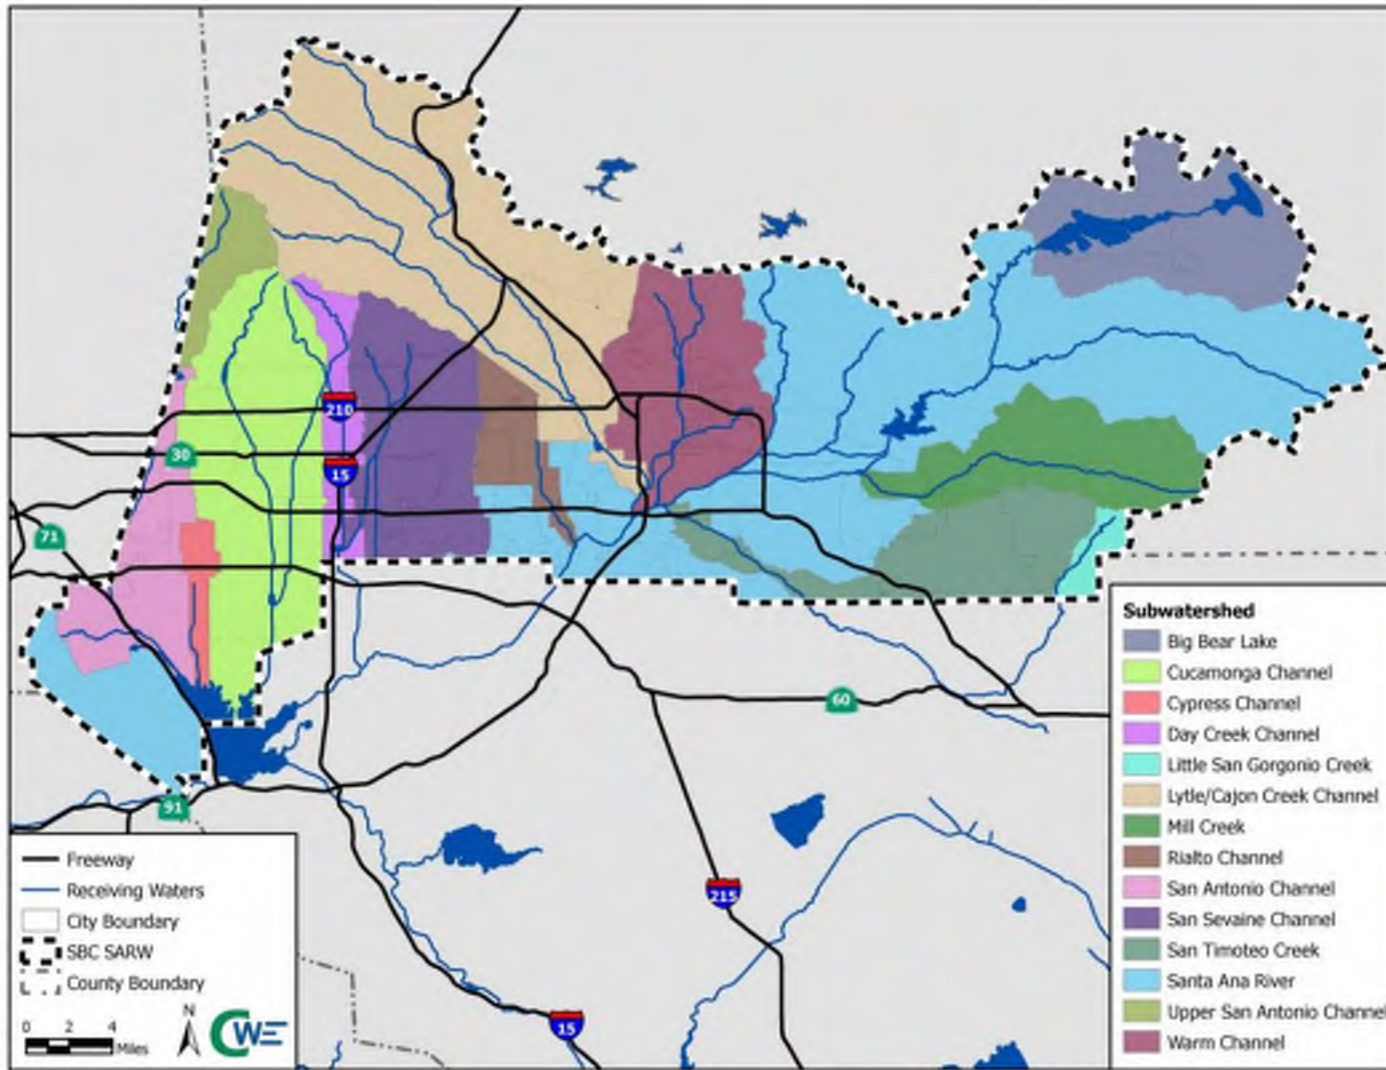 210
30
15
71
60
91
215
15
Subwatershed
Big Bear Lake
Cucamonga Channel
Cypress Channel
Day Creek Channel
Little San Gorgonio Creek
Lytle/Cajon Creek Channel
Mill Creek
Rialto Channel
San Antonio Channel
San Sevaine Channel
San Timoteo Creek
Santa Ana River
Upper San Antonio Channel
Warm Channel
Freeway
Receiving Waters
City Boundary
SBC SARW
County Boundary
0 2 4
Miles
N
CWE